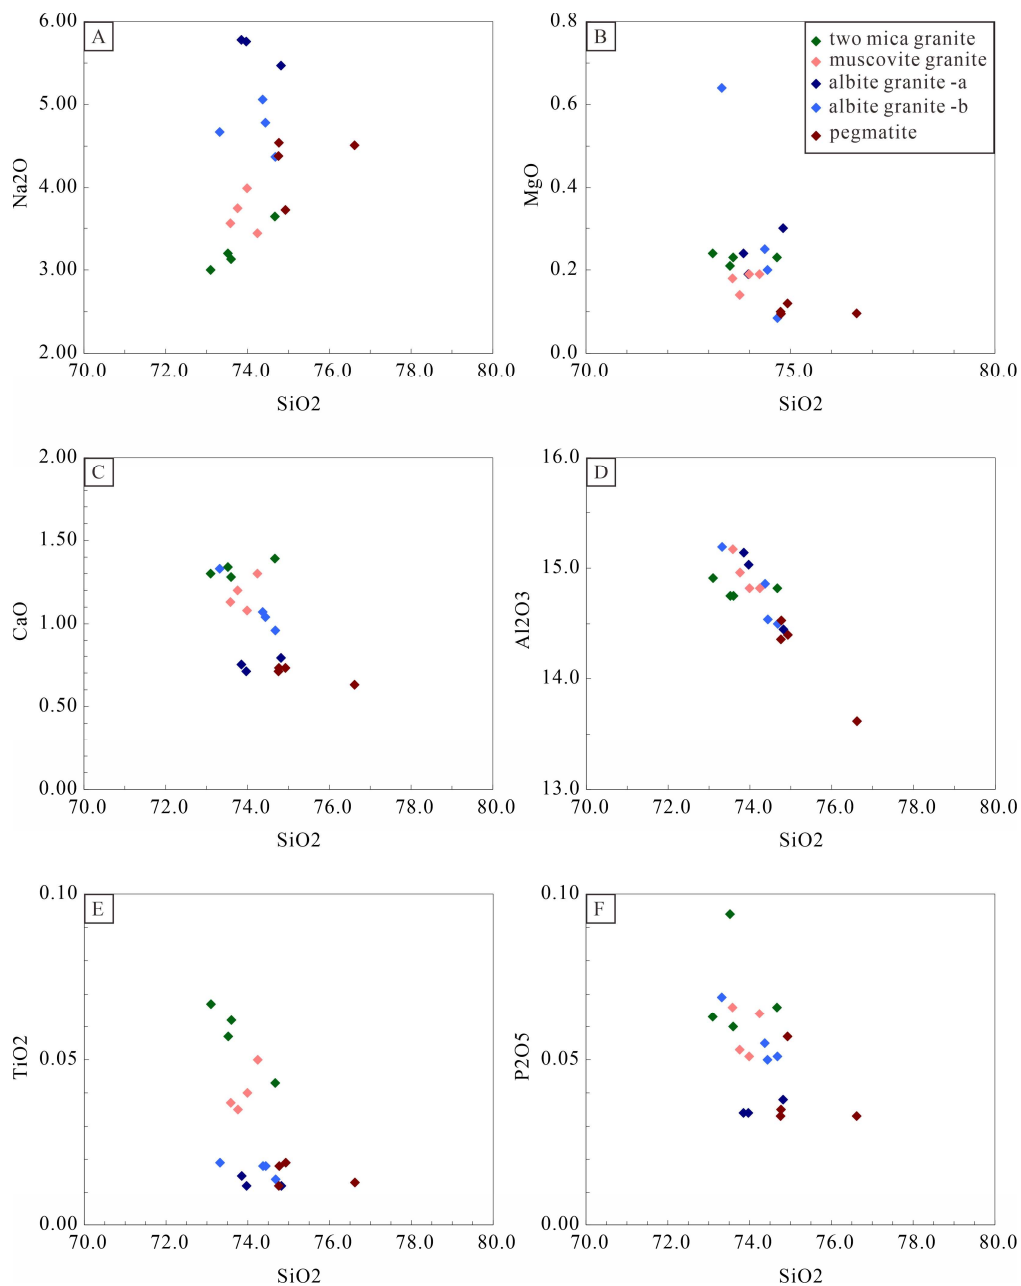 A
6.00
5.00
4.00
3.00
2.00
Na2O
70.0 72.0 74.0 76.0 78.0 80.0
SiO2
B
0.8
0.6
0.4
0.2
0.0
MgO
70.0 75.0 80.0
SiO2
two mica granite
muscovite granite
albite granite -a
albite granite -b
pegmatite
C
2.00
1.50
1.00
0.50
0.00
CaO
70.0 72.0 74.0 76.0 78.0 80.0
SiO2
D
16.0
15.0
14.0
13.0
Al2O3
70.0 72.0 74.0 76.0 78.0 80.0
SiO2
E
0.10
0.05
0.00
TiO2
70.0 72.0 74.0 76.0 78.0 80.0
SiO2
F
0.10
0.05
0.00
P2O5
70.0 72.0 74.0 76.0 78.0 80.0
SiO2